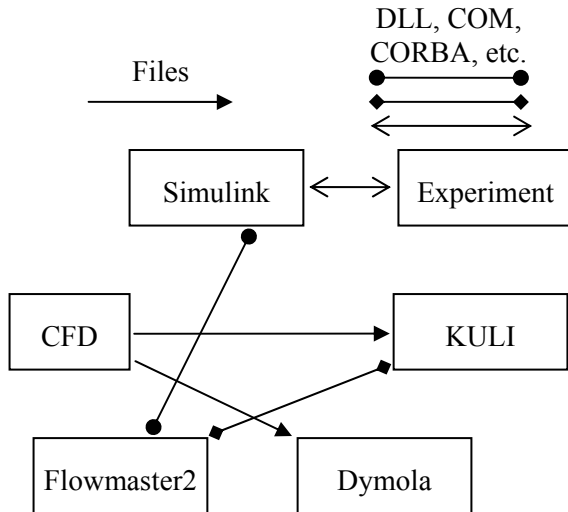 DLL, COM,
CORBA, etc.
Files
Simulink
Experiment
CFD
KULI
Flowmaster2
Dymola